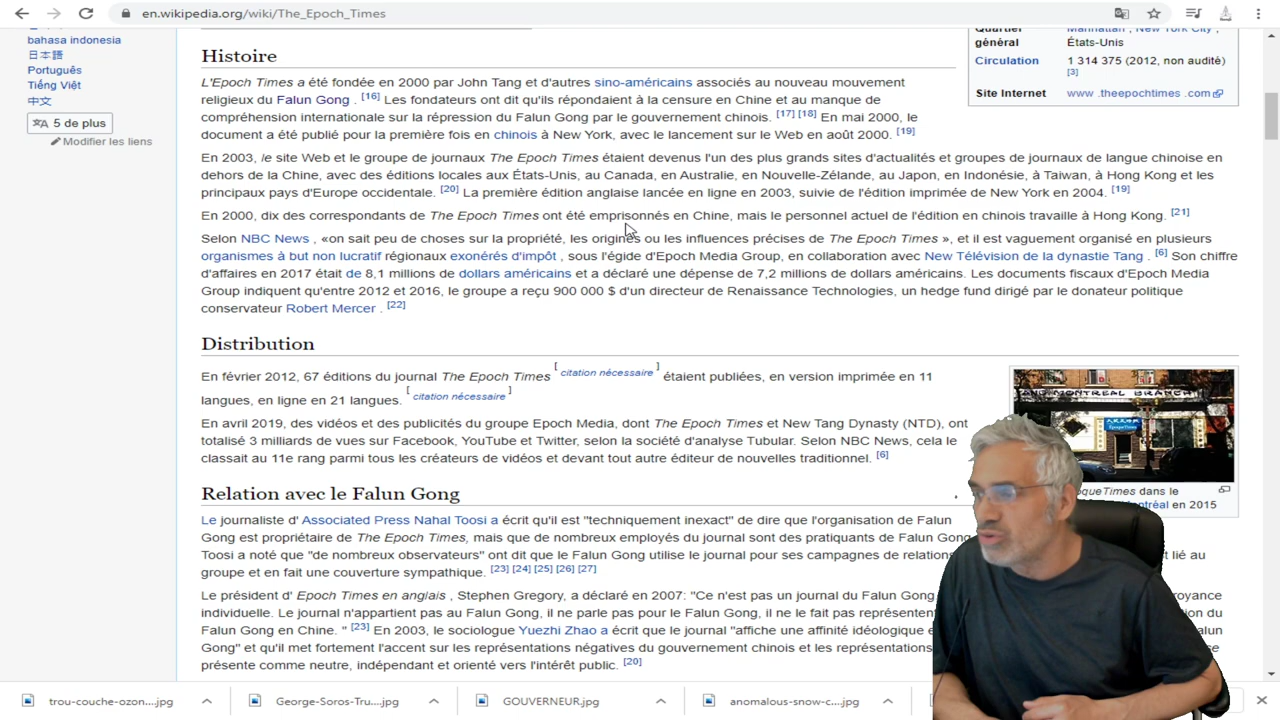 en.wikipedia.org/wiki/The_Epoch_Times
bahasa indonesia
日本語
Português
Tiếng Việt
中文
5 de plus
Modifier les liens
Histoire
L'Epoch Times a été fondée en 2000 par John Tang et d'autres sino-américains associés au nouveau mouvement
religieux du Falun Gong . [16] Les fondateurs ont dit qu'ils répondaient à la censure en Chine et au manque de
compréhension internationale sur la répression du Falun Gong par le gouvernement chinois. [17] [18] En mai 2000, le
document a été publié pour la première fois en chinois à New York, avec le lancement sur le Web en août 2000. [19]
En 2003, le site Web et le groupe de journaux The Epoch Times étaient devenus l'un des plus grands sites d'actualités et groupes de journaux de langue chinoise en
dehors de la Chine, avec des éditions locales aux États-Unis, au Canada, en Australie, en Nouvelle-Zélande, au Japon, en Indonésie, à Taiwan, à Hong Kong et les
principaux pays d'Europe occidentale. [20] La première édition anglaise lancée en ligne en 2003, suivie de l'édition imprimée de New York en 2004. [19]
En 2000, dix des correspondants de The Epoch Times ont été emprisonnés en Chine, mais le personnel actuel de l'édition en chinois travaille à Hong Kong. [21]
Selon NBC News , «on sait peu de choses sur la propriété, les origines ou les influences précises de The Epoch Times », et il est vaguement organisé en plusieurs
organismes à but non lucratif régionaux exonérés d'impôt , sous l'égide d'Epoch Media Group, en collaboration avec New Télévision de la dynastie Tang . [6] Son chiffre
d'affaires en 2017 était de 8,1 millions de dollars américains et a déclaré une dépense de 7,2 millions de dollars américains. Les documents fiscaux d'Epoch Media
Group indiquent qu'entre 2012 et 2016, le groupe a reçu 900 000 $ d'un directeur de Renaissance Technologies, un hedge fund dirigé par le donateur politique
conservateur Robert Mercer . [22]
Quartier général
Manhattan , New York City , États-Unis
Circulation
1 314 375 (2012, non audité) [3]
Site Internet
www .theepochtimes .com
Distribution
En février 2012, 67 éditions du journal The Epoch Times [ citation nécessaire ] étaient publiées, en version imprimée en 11
langues, en ligne en 21 langues. [ citation nécessaire ]
En avril 2019, des vidéos et des publicités du groupe Epoch Media, dont The Epoch Times et New Tang Dynasty (NTD), ont
totalisé 3 milliards de vues sur Facebook, YouTube et Twitter, selon la société d'analyse Tubular. Selon NBC News, cela le
classait au 11e rang parmi tous les créateurs de vidéos et devant tout autre éditeur de nouvelles traditionnel. [6]
MONTREAL BRANCH
dans le
en 2015
Relation avec le Falun Gong
Le journaliste d' Associated Press Nahal Toosi a écrit qu'il est "techniquement inexact" de dire que l'organisation de Falun
Gong est propriétaire de The Epoch Times, mais que de nombreux employés du journal sont des pratiquants de Falun Gong
Toosi a noté que "de nombreux observateurs" ont dit que le Falun Gong utilise le journal pour ses campagnes de relations lié au
groupe et en fait une couverture sympathique. [23] [24] [25] [26] [27]
Le président d' Epoch Times en anglais , Stephen Gregory, a déclaré en 2007: "Ce n'est pas un journal du Falun Gong
individuelle. Le journal n'appartient pas au Falun Gong, il ne parle pas pour le Falun Gong, il ne le fait pas représenter du
Falun Gong en Chine. " [23] En 2003, le sociologue Yuezhi Zhao a écrit que le journal "affiche une affinité idéologique
Gong" et qu'il met fortement l'accent sur les représentations négatives du gouvernement chinois et les représentations
présente comme neutre, indépendant et orienté vers l'intérêt public. [20]
trou-couche-ozon....jpg
George-Soros-Tru....jpg
GOUVERNEUR.jpg
anomalous-snow-c....jpg